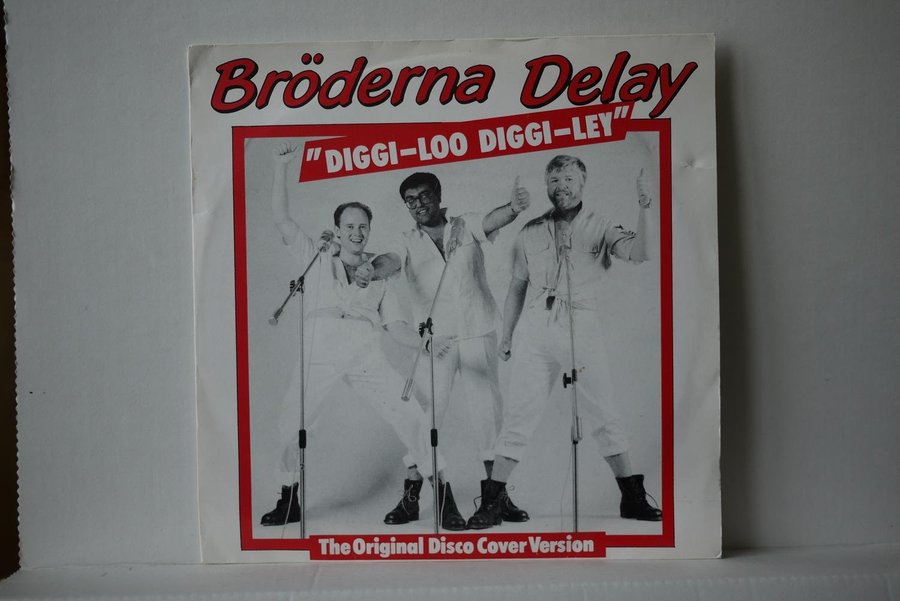 Bröderna Delay
"DIGGI-LOO DIGGI-LEY"
The Original Disco Cover Version